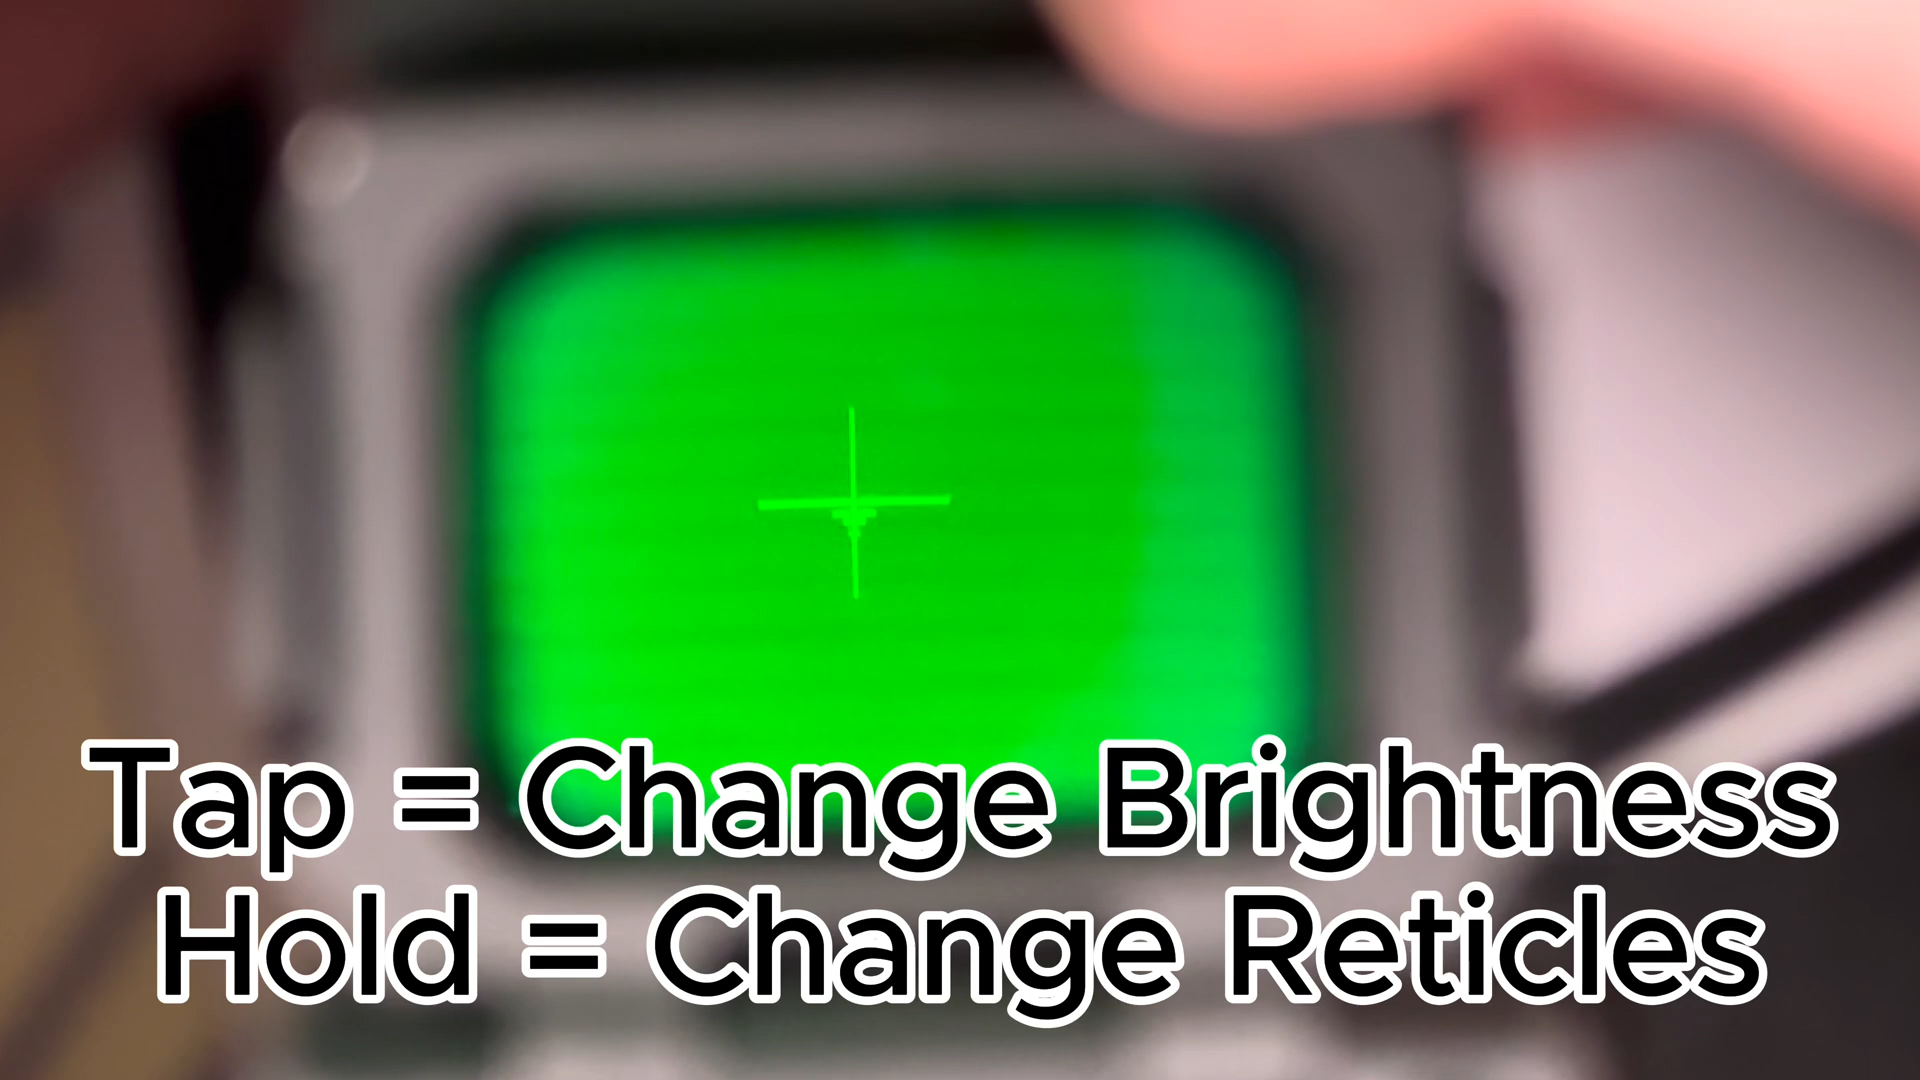 Tap = Change Brightness
Hold = Change Reticles